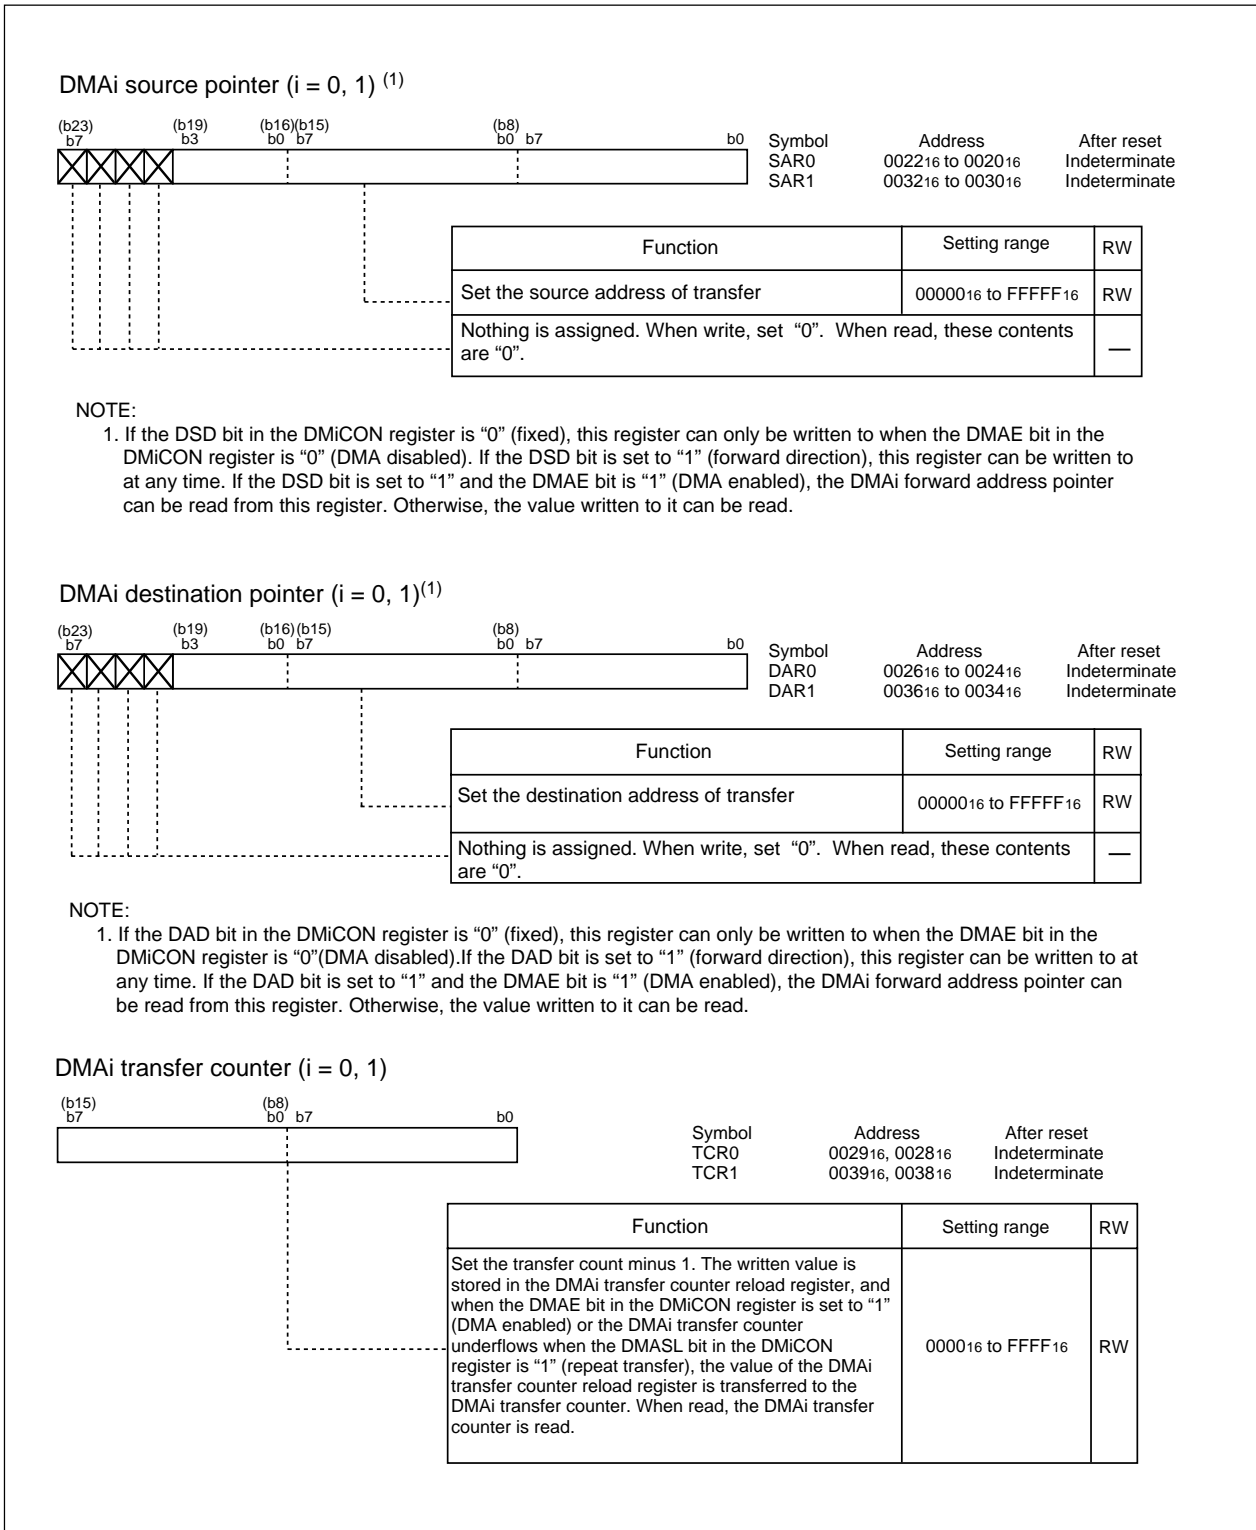 DMAi source pointer (i = 0, 1) (1)
(b23) (b19) (b16)(b15) (b8)
b7 b3 b0 b7 b0 b7 b0
Symbol Address After reset
SAR0 002216 to 002016 Indeterminate
SAR1 003216 to 003016 Indeterminate
Function Setting range RW
Set the source address of transfer 0000016 to FFFFF16 RW
Nothing is assigned. When write, set “0”. When read, these contents
are “0”. —
NOTE:
1. If the DSD bit in the DMiCON register is “0” (fixed), this register can only be written to when the DMAE bit in the
DMiCON register is “0” (DMA disabled). If the DSD bit is set to “1” (forward direction), this register can be written to
at any time. If the DSD bit is set to “1” and the DMAE bit is “1” (DMA enabled), the DMAi forward address pointer
can be read from this register. Otherwise, the value written to it can be read.
DMAi destination pointer (i = 0, 1)(1)
(b23) (b19) (b16)(b15) (b8)
b7 b3 b0 b7 b0 b7 b0
Symbol Address After reset
DAR0 002616 to 002416 Indeterminate
DAR1 003616 to 003416 Indeterminate
Function Setting range RW
Set the destination address of transfer 0000016 to FFFFF16 RW
Nothing is assigned. When write, set “0”. When read, these contents
are “0”. —
NOTE:
1. If the DAD bit in the DMiCON register is “0” (fixed), this register can only be written to when the DMAE bit in the
DMiCON register is “0”(DMA disabled).If the DAD bit is set to “1” (forward direction), this register can be written to at
any time. If the DAD bit is set to “1” and the DMAE bit is “1” (DMA enabled), the DMAi forward address pointer can
be read from this register. Otherwise, the value written to it can be read.
DMAi transfer counter (i = 0, 1)
(b15) (b8)
b7 b0 b7 b0
Symbol Address After reset
TCR0 002916, 002816 Indeterminate
TCR1 003916, 003816 Indeterminate
Function Setting range RW
Set the transfer count minus 1. The written value is
stored in the DMAi transfer counter reload register, and
when the DMAE bit in the DMiCON register is set to “1”
(DMA enabled) or the DMAi transfer counter
underflows when the DMASL bit in the DMiCON 000016 to FFFF16 RW
register is “1” (repeat transfer), the value of the DMAi
transfer counter reload register is transferred to the
DMAi transfer counter. When read, the DMAi transfer
counter is read.